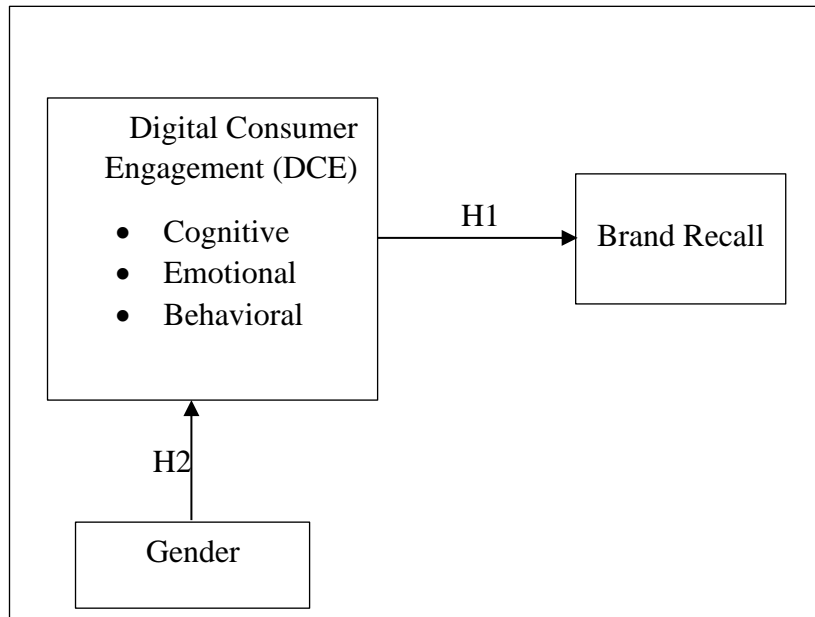 Digital Consumer
Engagement (DCE)
• Cognitive
• Emotional
• Behavioral
H1
Brand Recall
H2
Gender